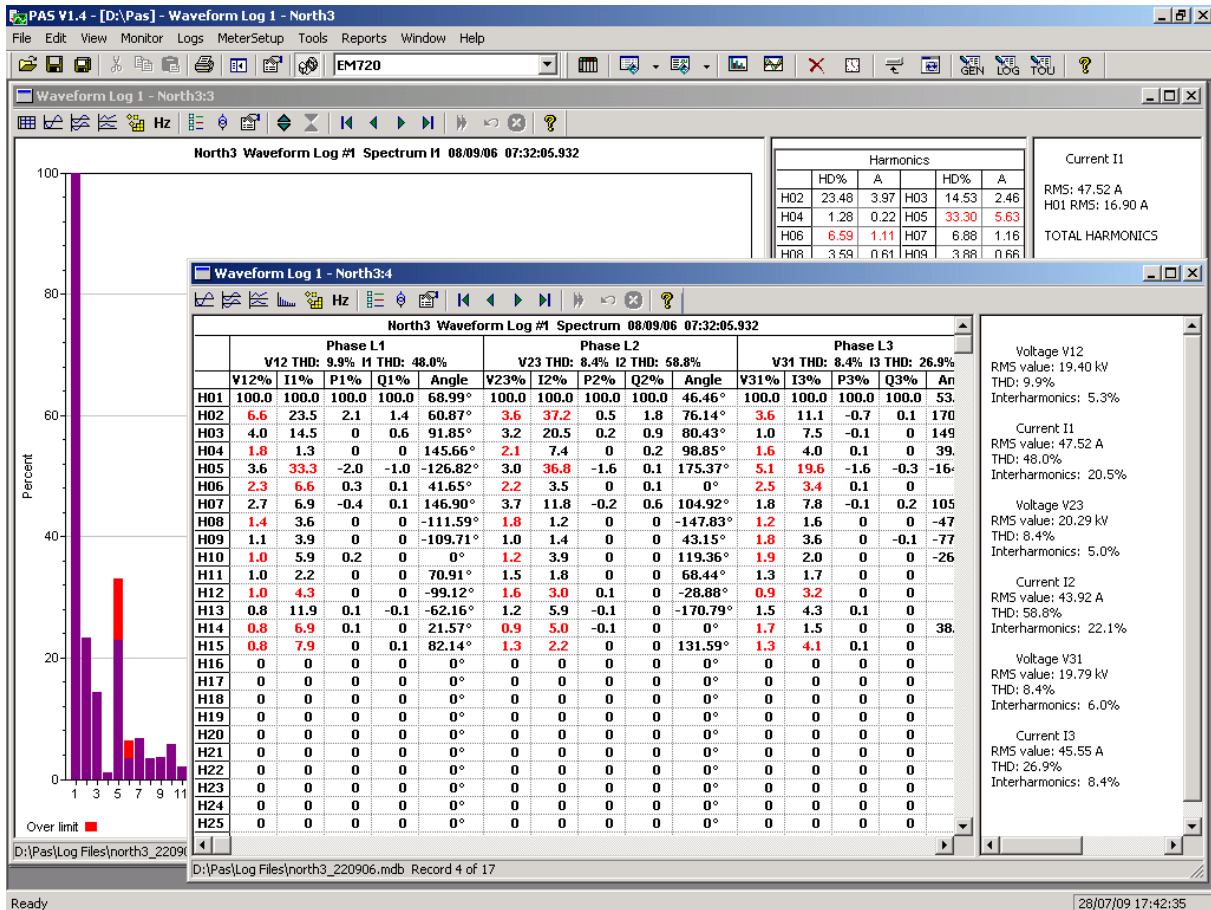 PAS V1.4 - [D:\Pas] - Waveform Log 1 - North3
File Edit View Monitor Logs MeterSetup Tools Reports Window Help
EM720 GEN LOG TOU
Waveform Log 1 - North3:3
Hz
North3 Waveform Log #1 Spectrum I1 08/09/06 07:32:05.932
Percent
100
80
60
40
20
0
1 3 5 7 9 11
Over limit
Harmonics
HD% A HD% A
H02 23.48 3.97 H03 14.53 2.46
H04 1.28 0.22 H05 33.30 5.63
H06 6.59 1.11 H07 6.88 1.16
H08 3.59 0.61 H09 3.88 0.66
Current I1
RMS: 47.52 A
H01 RMS: 16.90 A
TOTAL HARMONICS
D:\Pas\Log Files\north3_2209
Waveform Log 1 - North3:4
Hz
North3 Waveform Log #1 Spectrum 08/09/06 07:32:05.932
Phase L1 Phase L2 Phase L3
V12 THD: 9.9% I1 THD: 48.0% V23 THD: 8.4% I2 THD: 58.8% V31 THD: 8.4% I3 THD: 26.9%
V12% I1% P1% Q1% Angle V23% I2% P2% Q2% Angle V31% I3% P3% Q3% An
H01 100.0 100.0 100.0 100.0 68.99° 100.0 100.0 100.0 100.0 46.46° 100.0 100.0 100.0 100.0 53.
H02 6.6 23.5 2.1 1.4 60.87° 3.6 37.2 0.5 1.8 76.14° 3.6 11.1 -0.7 0.1 170
H03 4.0 14.5 0 0.6 91.85° 3.2 20.5 0.2 0.9 80.43° 1.0 7.5 -0.1 0 149
H04 1.8 1.3 0 0 145.66° 2.1 7.4 0 0.2 98.85° 1.6 4.0 0.1 0 39.
H05 3.6 33.3 -2.0 -1.0 -126.82° 3.0 36.8 -1.6 0.1 175.37° 5.1 19.6 -1.6 -0.3 -16
H06 2.3 6.6 0.3 0.1 41.65° 2.2 3.5 0 0.1 0° 2.5 3.4 0.1 0
H07 2.7 6.9 -0.4 0.1 146.90° 3.7 11.8 -0.2 0.6 104.92° 1.8 7.8 -0.1 0.2 105
H08 1.4 3.6 0 0 -111.59° 1.8 1.2 0 0 -147.83° 1.2 1.6 0 0 -47
H09 1.1 3.9 0 0 -109.71° 1.0 1.4 0 0 43.15° 1.8 3.6 0 -0.1 -77
H10 1.0 5.9 0.2 0 0° 1.2 3.9 0 0 119.36° 1.9 2.0 0 0 -26
H11 1.0 2.2 0 0 70.91° 1.5 1.8 0 0 68.44° 1.3 1.7 0 0
H12 1.0 4.3 0 0 -99.12° 1.6 3.0 0.1 0 -28.88° 0.9 3.2 0 0
H13 0.8 11.9 0.1 -0.1 -62.16° 1.2 5.9 -0.1 0 -170.79° 1.5 4.3 0.1 0
H14 0.8 6.9 0.1 0 21.57° 0.9 5.0 -0.1 0 0° 1.7 1.5 0 0 38.
H15 0.8 7.9 0 0.1 82.14° 1.3 2.2 0 0 131.59° 1.3 4.1 0.1 0
H16 0 0 0 0 0° 0 0 0 0 0° 0 0 0 0
H17 0 0 0 0 0° 0 0 0 0 0° 0 0 0 0
H18 0 0 0 0 0° 0 0 0 0 0° 0 0 0 0
H19 0 0 0 0 0° 0 0 0 0 0° 0 0 0 0
H20 0 0 0 0 0° 0 0 0 0 0° 0 0 0 0
H21 0 0 0 0 0° 0 0 0 0 0° 0 0 0 0
H22 0 0 0 0 0° 0 0 0 0 0° 0 0 0 0
H23 0 0 0 0 0° 0 0 0 0 0° 0 0 0 0
H24 0 0 0 0 0° 0 0 0 0 0° 0 0 0 0
H25 0 0 0 0 0° 0 0 0 0 0° 0 0 0 0
Voltage V12
RMS value: 19.40 kV
THD: 9.9%
Interharmonics: 5.3%
Current I1
RMS value: 47.52 A
THD: 48.0%
Interharmonics: 20.5%
Voltage V23
RMS value: 20.29 kV
THD: 8.4%
Interharmonics: 5.0%
Current I2
RMS value: 43.92 A
THD: 58.8%
Interharmonics: 22.1%
Voltage V31
RMS value: 19.79 kV
THD: 8.4%
Interharmonics: 6.0%
Current I3
RMS value: 45.55 A
THD: 26.9%
Interharmonics: 8.4%
D:\Pas\Log Files\north3_220906.mdb Record 4 of 17
Ready 28/07/09 17:42:35